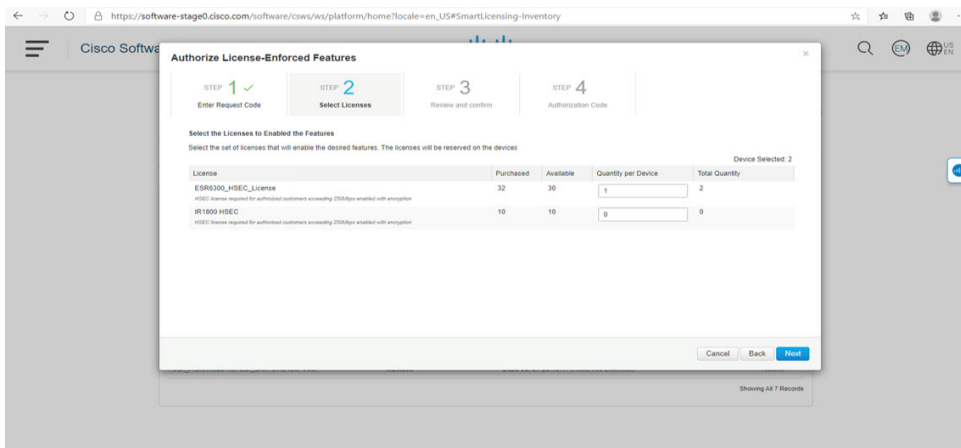 https://software-stage0.cisco.com/software/csws/ws/platform/home?locale=en_US#SmartLicensing-Inventory
Cisco Softwa
EM
US
EN
Authorize License-Enforced Features
STEP 1
Enter Request Code
STEP 2
Select Licenses
STEP 3
Review and confirm
STEP 4
Authorization Code
Select the Licenses to Enabled the Features
Select the set of licenses that will enable the desired features. The licenses will be reserved on the devices
Device Selected: 2
License Purchased Available Quantity per Device Total Quantity
ESR6300_HSEC_License 32 30 1 2
HSEC license required for authorized customers exceeding 250Mbps enabled with encryption
IR1800 HSEC 10 10 0 0
HSEC license required for authorized customers exceeding 250Mbps enabled with encryption
Cancel Back Next
Showing All 7 Records